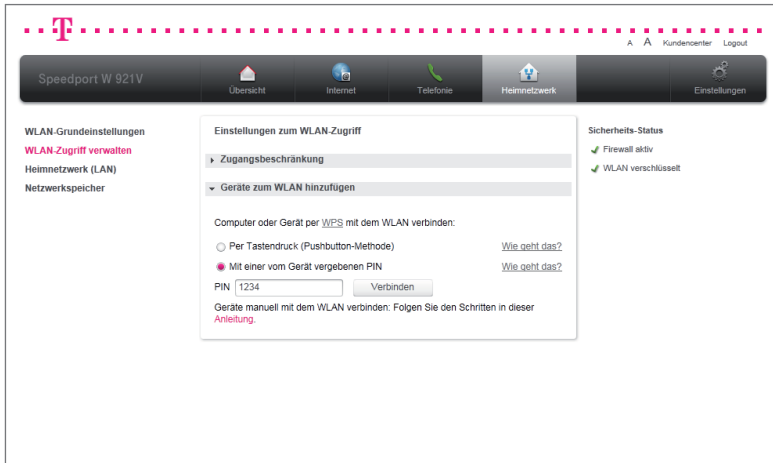 T
A A Kundencenter Logout
Speedport W 921V
Übersicht
Internet
Telefonie
Heimnetzwerk
Einstellungen
WLAN-Grundeinstellungen
WLAN-Zugriff verwalten
Heimnetzwerk (LAN)
Netzwerkspeicher
Einstellungen zum WLAN-Zugriff
Zugangsbeschränkung
Geräte zum WLAN hinzufügen
Computer oder Gerät per WPS mit dem WLAN verbinden:
Per Tastendruck (Pushbutton-Methode) Wie geht das?
Mit einer vom Gerät vergebenen PIN Wie geht das?
PIN 1234 Verbinden
Geräte manuell mit dem WLAN verbinden: Folgen Sie den Schritten in dieser
Anleitung.
Sicherheits-Status
Firewall aktiv
WLAN verschlüsselt